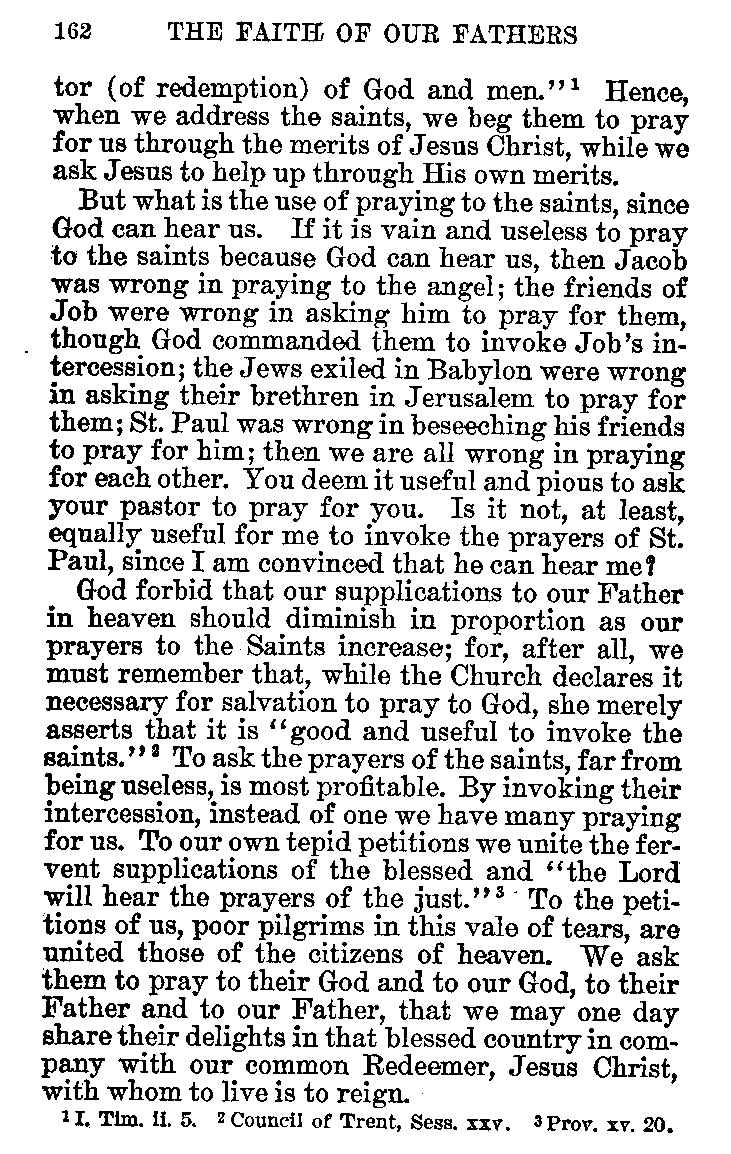 162 THE FAITH OF OUR FATHERS
tor (of redemption) of God and men."¹ Hence,
when we address the saints, we beg them to pray
for us through the merits of Jesus Christ, while we
ask Jesus to help up through His own merits.
But what is the use of praying to the saints, since
God can hear us. If it is vain and useless to pray
to the saints because God can hear us, then Jacob
was wrong in praying to the angel; the friends of
Job were wrong in asking him to pray for them,
though God commanded them to invoke Job's in-
tercession; the Jews exiled in Babylon were wrong
in asking their brethren in Jerusalem to pray for
them; St. Paul was wrong in beseeching his friends
to pray for him; then we are all wrong in praying
for each other. You deem it useful and pious to ask
your pastor to pray for you. Is it not, at least,
equally useful for me to invoke the prayers of St.
Paul, since I am convinced that he can hear me?
God forbid that our supplications to our Father
in heaven should diminish in proportion as our
prayers to the Saints increase; for, after all, we
must remember that, while the Church declares it
necessary for salvation to pray to God, she merely
asserts that it is "good and useful to invoke the
saints."² To ask the prayers of the saints, far from
being useless, is most profitable. By invoking their
intercession, instead of one we have many praying
for us. To our own tepid petitions we unite the fer-
vent supplications of the blessed and "the Lord
will hear the prayers of the just."³ To the peti-
tions of us, poor pilgrims in this vale of tears, are
united those of the citizens of heaven. We ask
them to pray to their God and to our God, to their
Father and to our Father, that we may one day
share their delights in that blessed country in com-
pany with our common Redeemer, Jesus Christ,
with whom to live is to reign.
¹ I. Tim. ii. 5. ² Council of Trent, Sess. xxv. ³ Prov. xv. 20.